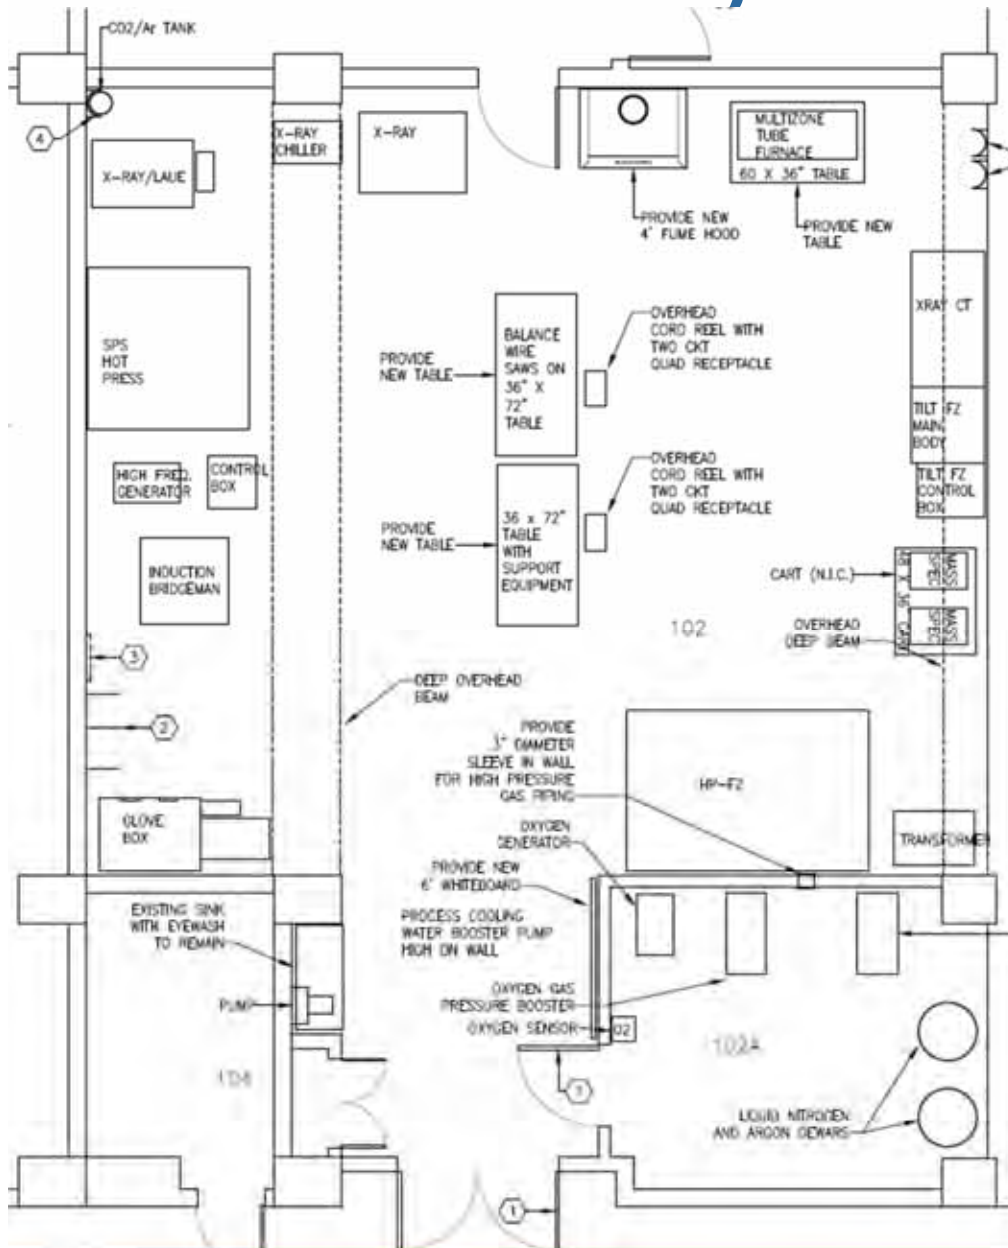 CO2/Ar TANK
4
X-RAY/LAUE
X-RAY
CHILLER
X-RAY
MULTIZONE
TUBE
FURNACE
60 X 36" TABLE
PROVIDE NEW
4' FUME HOOD
PROVIDE NEW
TABLE
SPS
HOT
PRESS
PROVIDE
NEW TABLE
BALANCE
WIRE
SAWS ON
36" X
72"
TABLE
OVERHEAD
CORD REEL WITH
TWO CKT
QUAD RECEPTACLE
XRAY CT
TILT FZ
MAIN
BODY
TILT FZ
CONTROL
BOX
HIGH FREQ.
GENERATOR
CONTROL
BOX
OVERHEAD
CORD REEL WITH
TWO CKT
QUAD RECEPTACLE
PROVIDE
NEW TABLE
36 x 72"
TABLE
WITH
SUPPORT
EQUIPMENT
INDUCTION
BRIDGEMAN
CART (N.I.C.)
MASS
SPEC
MASS
SPEC
48 X 36" CART
102
OVERHEAD
DEEP BEAM
3
2
DEEP OVERHEAD
BEAM
PROVIDE
3" DIAMETER
SLEEVE IN WALL
FOR HIGH PRESSURE
GAS PIPING
HP-FZ
GLOVE
BOX
OXYGEN
GENERATOR
TRANSFORMER
PROVIDE NEW
6' WHITEBOARD
EXISTING SINK
WITH EYEWASH
TO REMAIN
PROCESS COOLING
WATER BOOSTER PUMP
HIGH ON WALL
PUMP
OXYGEN GAS
PRESSURE BOOSTER
OXYGEN SENSOR
O2
102A
LIQUID NITROGEN
AND ARGON DEWARS
1